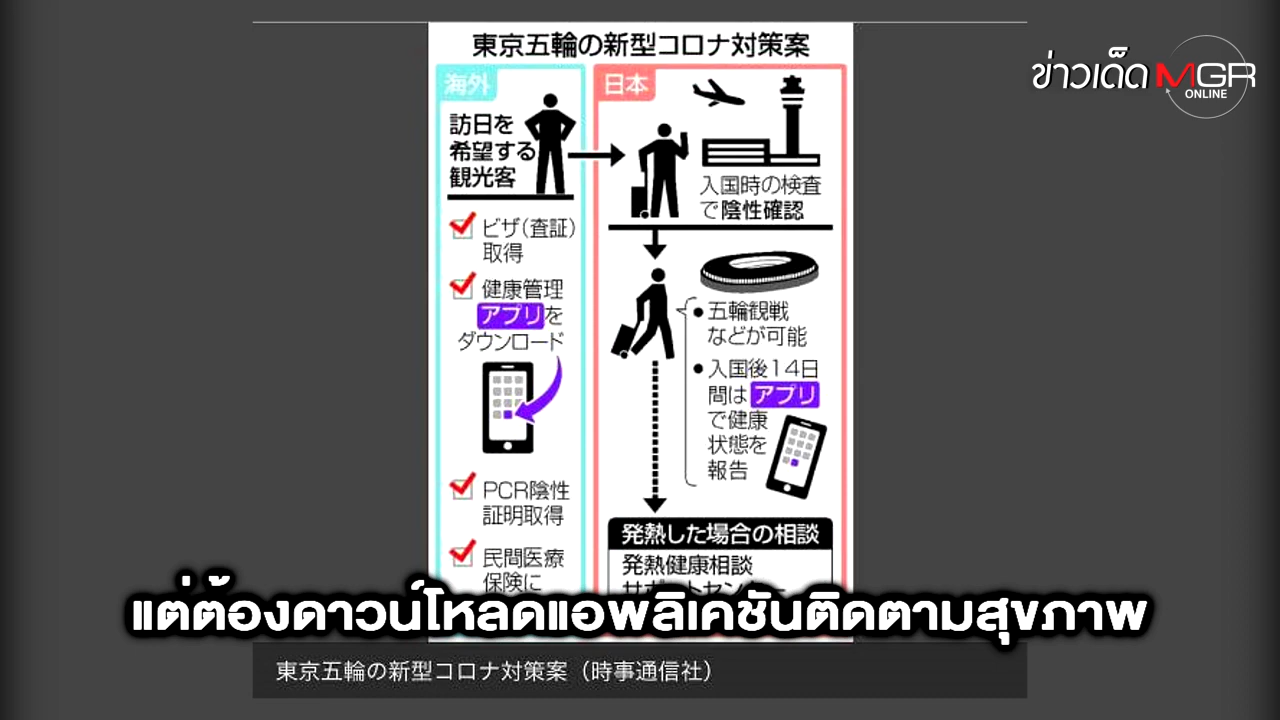 東京五輪の新型コロナ対策案
ข่าวเด็ด MGR
ONLINE
海外
訪日を
希望する
観光客
ビザ(査証)
取得
健康管理
アプリを
ダウンロード
PCR陰性
証明取得
民間医療
保険に
日本
入国時の検査
で陰性確認
● 五輪観戦
などが可能
● 入国後14日
間はアプリ
で健康
状態を
報告
発熱した場合の相談
発熱健康相談
サポートセンター
แต่ต้องดาวน์โหลดแอพลิเคชันติดตามสุขภาพ
東京五輪の新型コロナ対策案（時事通信社）